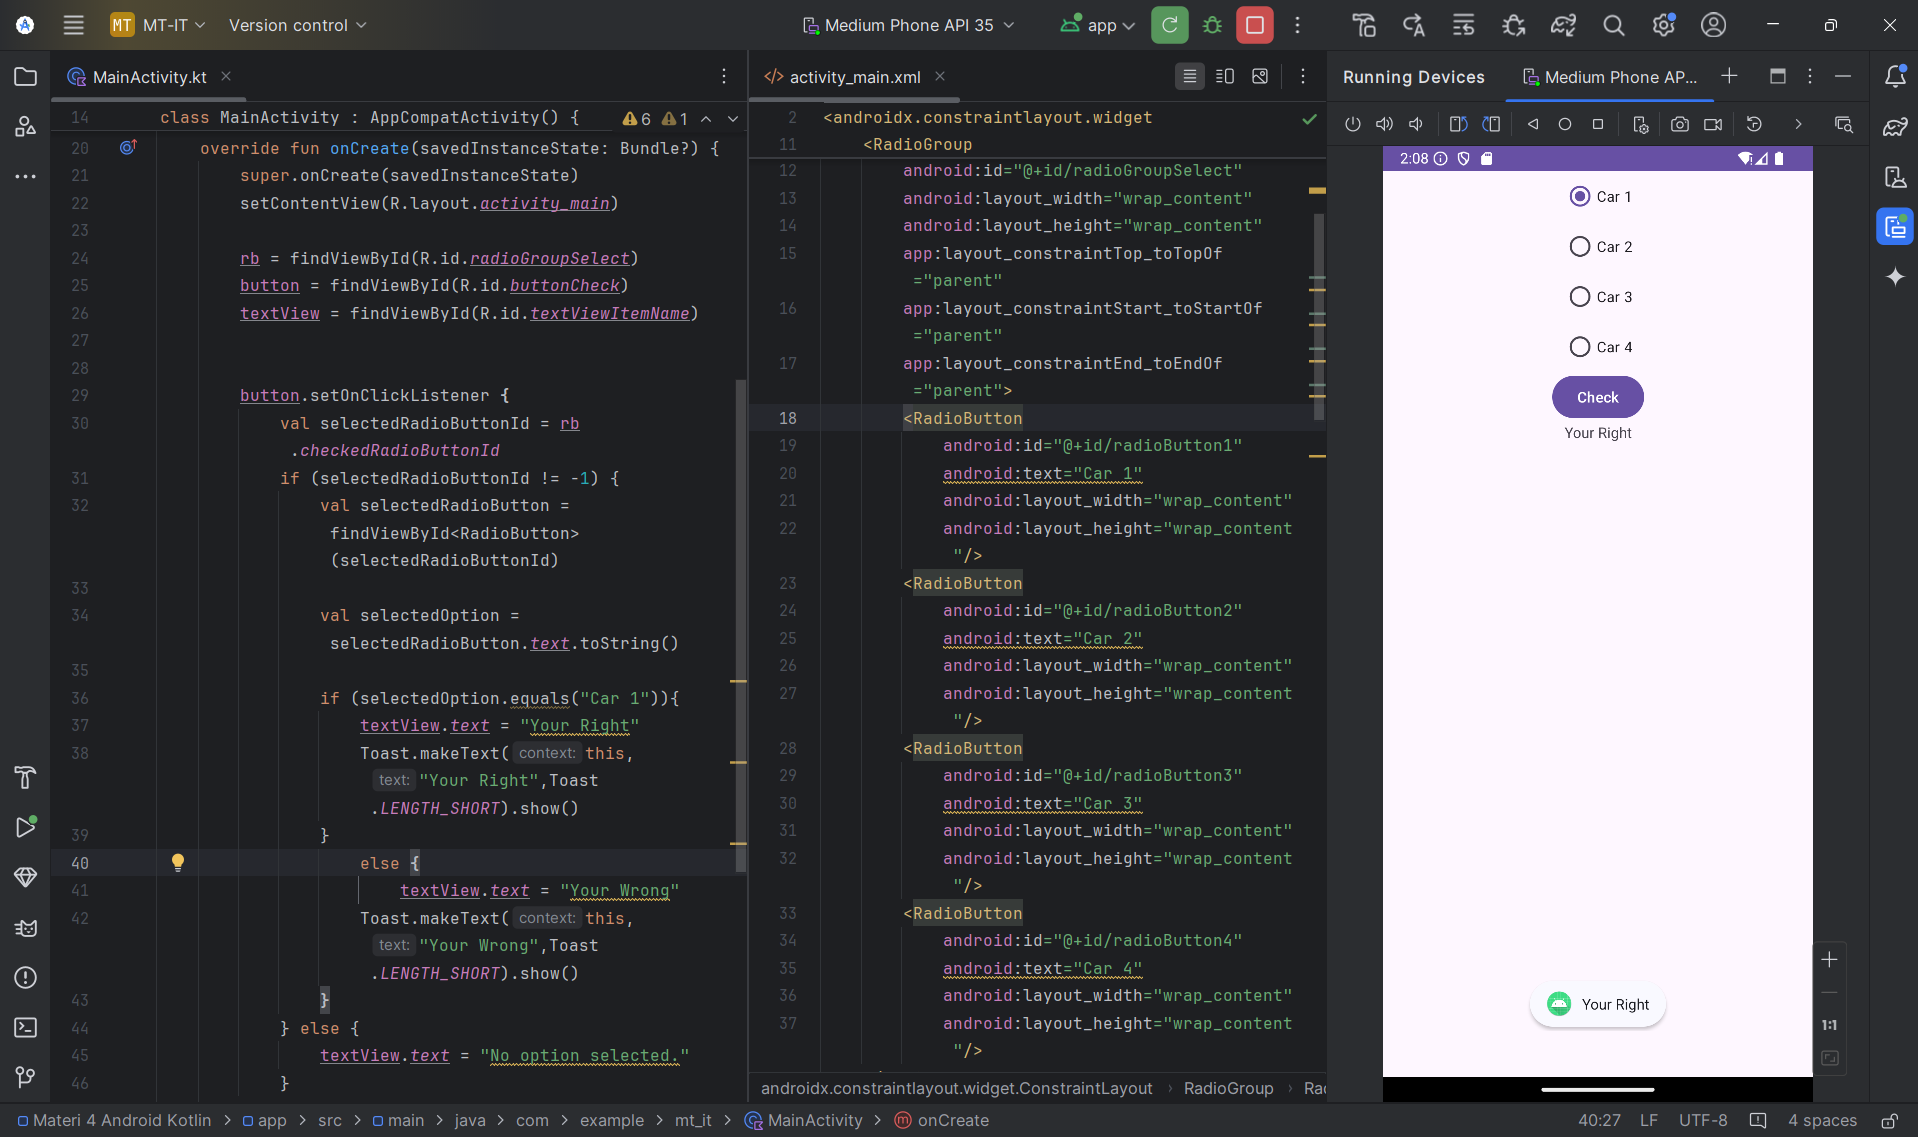 MT MT-IT
Version control
Medium Phone API 35
app
MainActivity.kt
14 class MainActivity : AppCompatActivity() { 6 1
20 override fun onCreate(savedInstanceState: Bundle?) {
21 super.onCreate(savedInstanceState)
22 setContentView(R.layout.activity_main)
23
24 rb = findViewById(R.id.radioGroupSelect)
25 button = findViewById(R.id.buttonCheck)
26 textView = findViewById(R.id.textViewItemName)
27
28
29 button.setOnClickListener {
30 val selectedRadioButtonId = rb
.checkedRadioButtonId
31 if (selectedRadioButtonId != -1) {
32 val selectedRadioButton =
findViewById<RadioButton>
(selectedRadioButtonId)
33
34 val selectedOption =
selectedRadioButton.text.toString()
35
36 if (selectedOption.equals("Car 1")){
37 textView.text = "Your Right"
38 Toast.makeText( context: this,
text: "Your Right",Toast
.LENGTH_SHORT).show()
39 }
40 else {
41 textView.text = "Your Wrong"
42 Toast.makeText( context: this,
text: "Your Wrong",Toast
.LENGTH_SHORT).show()
43 }
44 } else {
45 textView.text = "No option selected."
46 }
activity_main.xml
2 <androidx.constraintlayout.widget
11 <RadioGroup
12 android:id="@+id/radioGroupSelect"
13 android:layout_width="wrap_content"
14 android:layout_height="wrap_content"
15 app:layout_constraintTop_toTopOf
="parent"
16 app:layout_constraintStart_toStartOf
="parent"
17 app:layout_constraintEnd_toEndOf
="parent">
18 <RadioButton
19 android:id="@+id/radioButton1"
20 android:text="Car 1"
21 android:layout_width="wrap_content"
22 android:layout_height="wrap_content
"/>
23 <RadioButton
24 android:id="@+id/radioButton2"
25 android:text="Car 2"
26 android:layout_width="wrap_content"
27 android:layout_height="wrap_content
"/>
28 <RadioButton
29 android:id="@+id/radioButton3"
30 android:text="Car 3"
31 android:layout_width="wrap_content"
32 android:layout_height="wrap_content
"/>
33 <RadioButton
34 android:id="@+id/radioButton4"
35 android:text="Car 4"
36 android:layout_width="wrap_content"
37 android:layout_height="wrap_content
"/>
androidx.constraintlayout.widget.ConstraintLayout › RadioGroup › Ra
Running Devices
Medium Phone AP...
2:08
Car 1
Car 2
Car 3
Car 4
Check
Your Right
Your Right
1:1
Materi 4 Android Kotlin > app > src > main > java > com > example > mt_it > MainActivity > onCreate
40:27 LF UTF-8 4 spaces